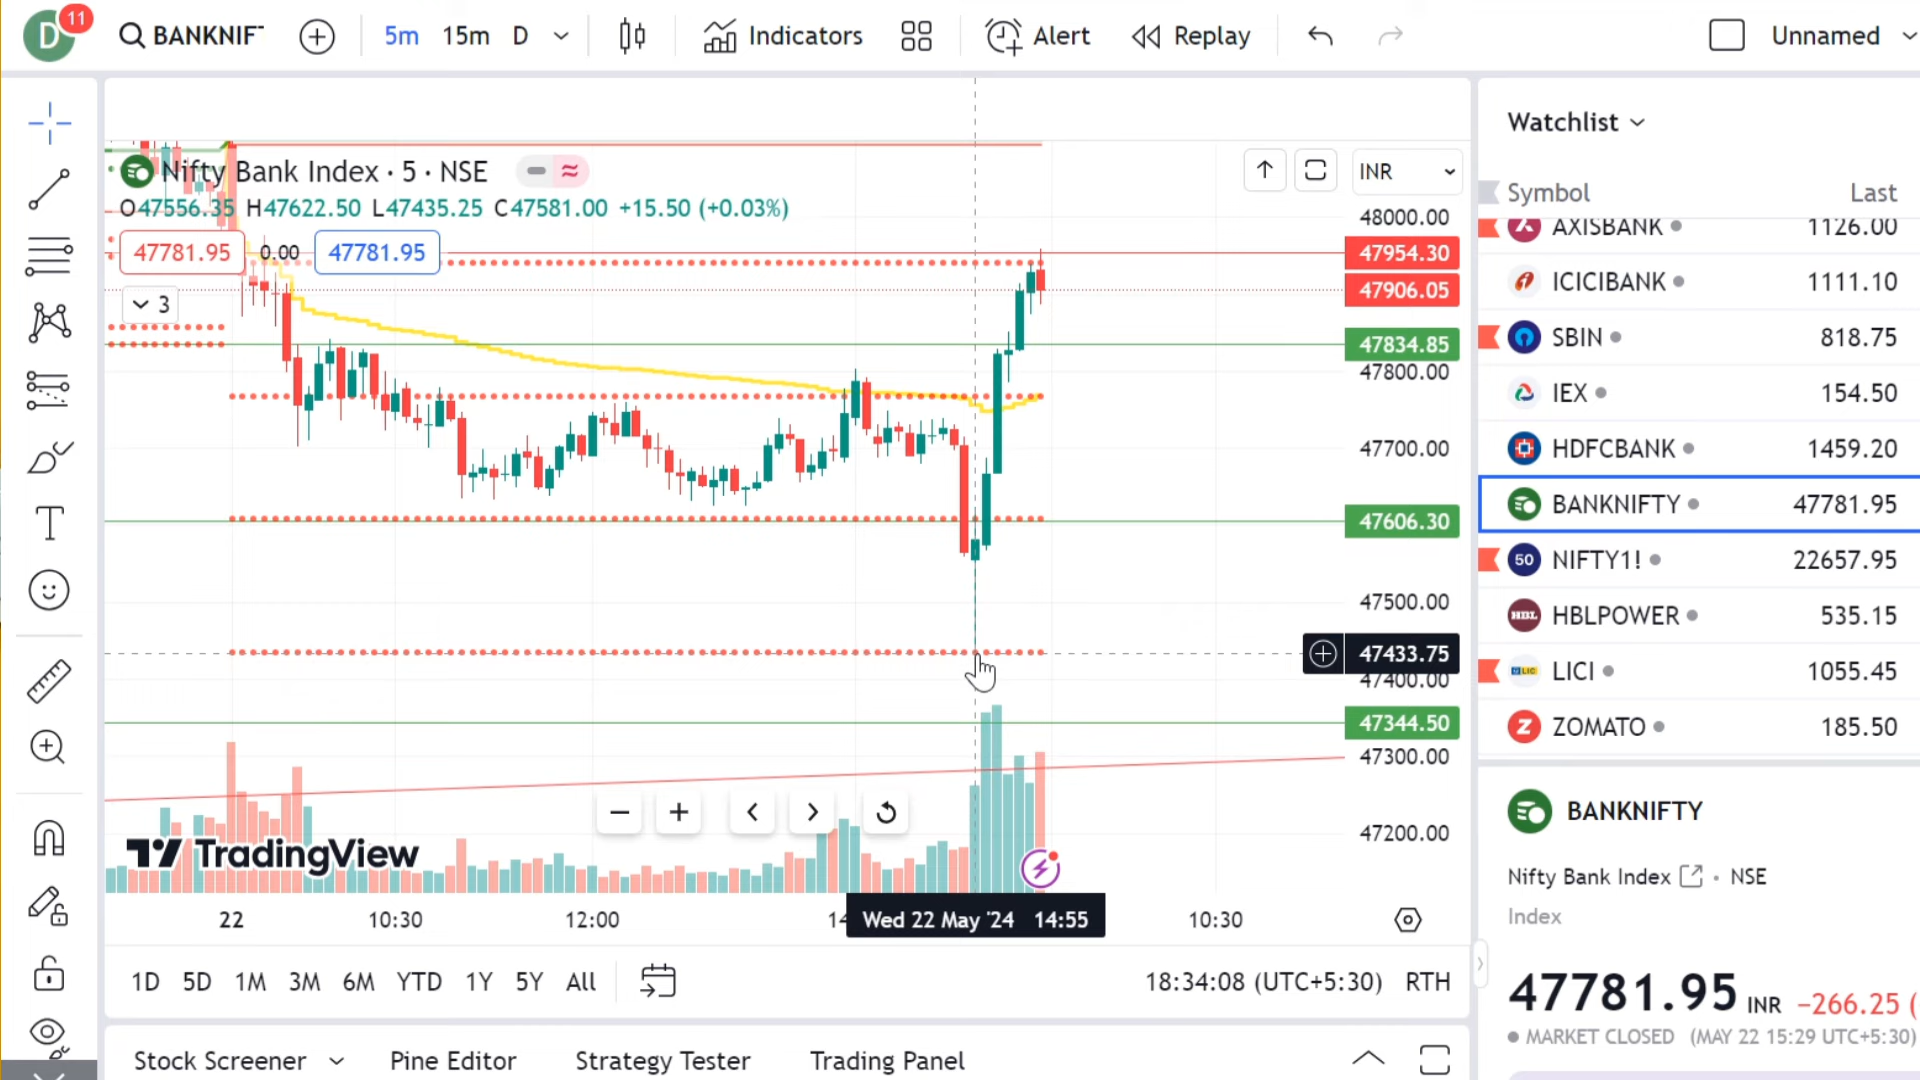 D 11 BANKNIF 5m 15m D Indicators Alert Replay Unnamed
Nifty Bank Index · 5 · NSE
O47556.35 H47622.50 L47435.25 C47581.00 +15.50 (+0.03%)
47781.95 0.00 47781.95
3
INR
48000.00
47954.30
47906.05
47834.85
47800.00
47700.00
47606.30
47500.00
47433.75
47400.00
47344.50
47300.00
47200.00
TradingView
22 10:30 12:00 14 Wed 22 May '24 14:55 10:30
1D 5D 1M 3M 6M YTD 1Y 5Y All 18:34:08 (UTC+5:30) RTH
Stock Screener Pine Editor Strategy Tester Trading Panel
Watchlist
Symbol Last
AXISBANK 1126.00
ICICIBANK 1111.10
SBIN 818.75
IEX 154.50
HDFCBANK 1459.20
BANKNIFTY 47781.95
50 NIFTY1! 22657.95
HBL HBLPOWER 535.15
LIC LICI 1055.45
Z ZOMATO 185.50
BANKNIFTY
Nifty Bank Index · NSE
Index
47781.95 INR −266.25 (
MARKET CLOSED (MAY 22 15:29 UTC+5:30)